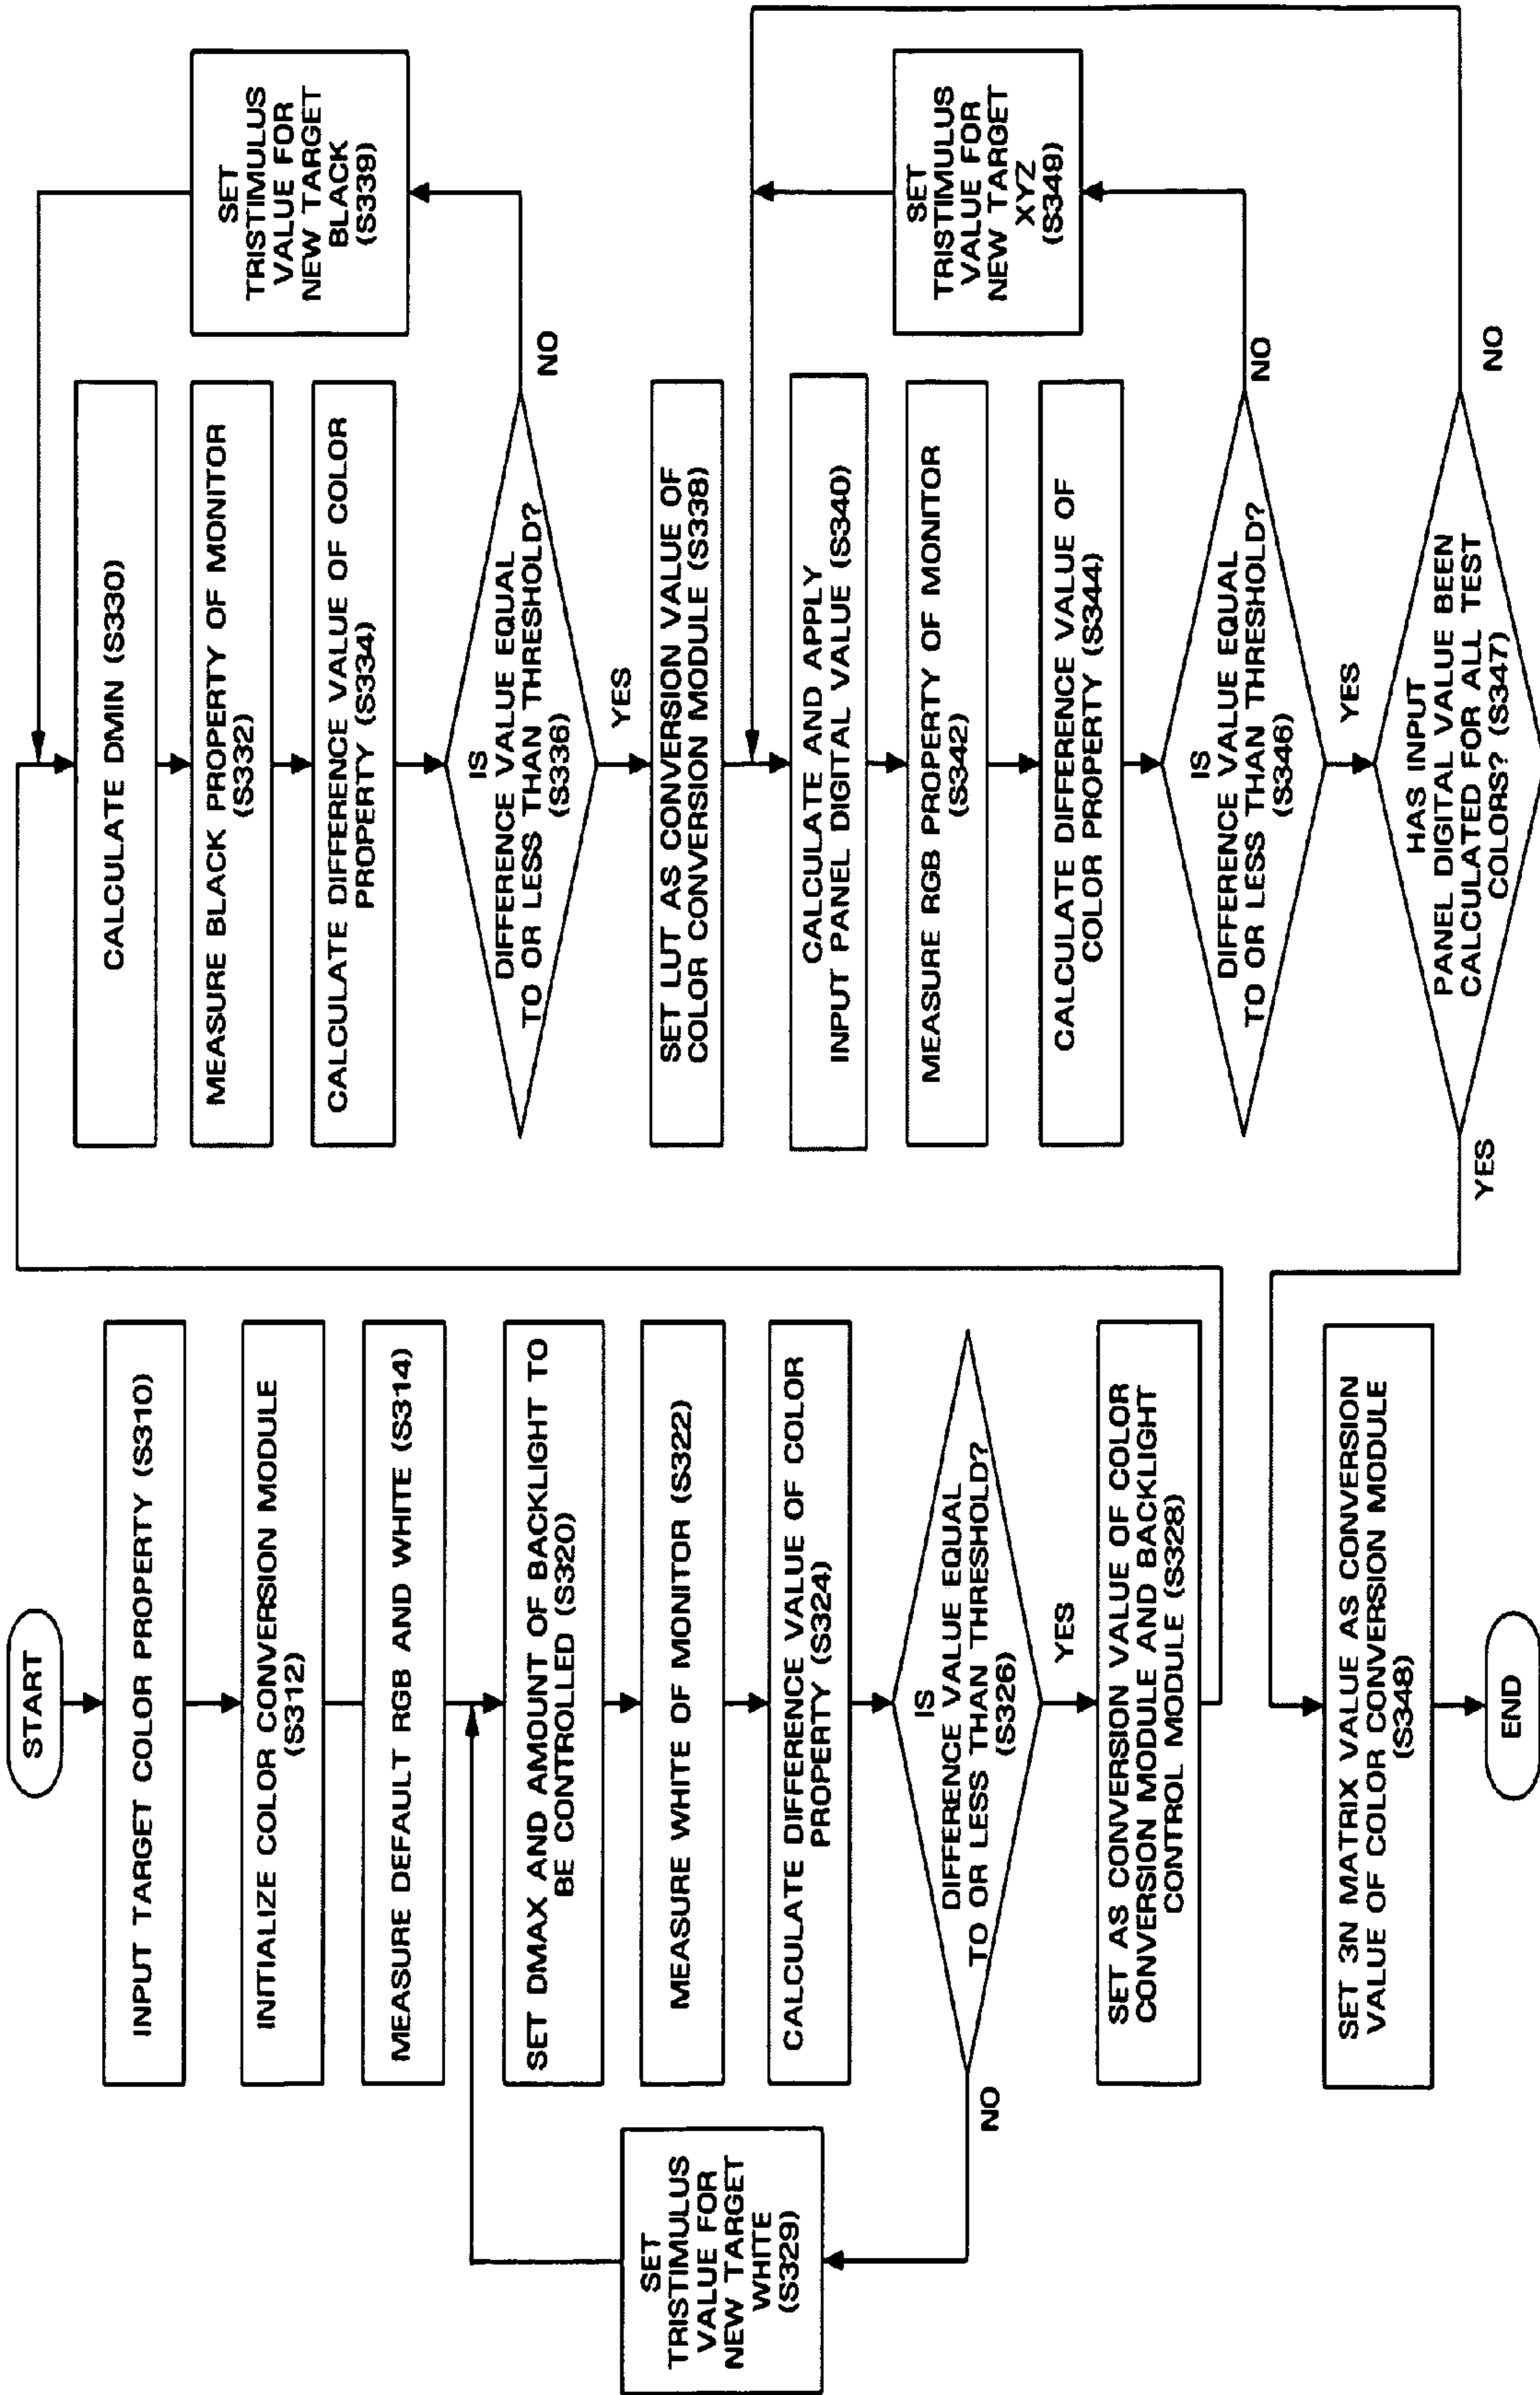 START
INPUT TARGET COLOR PROPERTY (S310)
INITIALIZE COLOR CONVERSION MODULE
(S312)
MEASURE DEFAULT RGB AND WHITE (S314)
SET DMAX AND AMOUNT OF BACKLIGHT TO
BE CONTROLLED (S320)
MEASURE WHITE OF MONITOR (S322)
CALCULATE DIFFERENCE VALUE OF COLOR
PROPERTY (S324)
IS
DIFFERENCE VALUE EQUAL
TO OR LESS THAN THRESHOLD?
(S326)
NO
YES
SET
TRISTIMULUS
VALUE FOR
NEW TARGET
WHITE
(S329)
SET AS CONVERSION VALUE OF COLOR
CONVERSION MODULE AND BACKLIGHT
CONTROL MODULE (S328)
CALCULATE DMIN (S330)
MEASURE BLACK PROPERTY OF MONITOR
(S332)
CALCULATE DIFFERENCE VALUE OF COLOR
PROPERTY (S334)
IS
DIFFERENCE VALUE EQUAL
TO OR LESS THAN THRESHOLD?
(S336)
NO
YES
SET
TRISTIMULUS
VALUE FOR
NEW TARGET
BLACK
(S339)
SET LUT AS CONVERSION VALUE OF
COLOR CONVERSION MODULE (S338)
CALCULATE AND APPLY
INPUT PANEL DIGITAL VALUE (S340)
MEASURE RGB PROPERTY OF MONITOR
(S342)
CALCULATE DIFFERENCE VALUE OF
COLOR PROPERTY (S344)
IS
DIFFERENCE VALUE EQUAL
TO OR LESS THAN THRESHOLD?
(S346)
NO
YES
SET
TRISTIMULUS
VALUE FOR
NEW TARGET
XYZ
(S349)
HAS INPUT
PANEL DIGITAL VALUE BEEN
CALCULATED FOR ALL TEST
COLORS? (S347)
NO
YES
SET 3N MATRIX VALUE AS CONVERSION
VALUE OF COLOR CONVERSION MODULE
(S348)
END